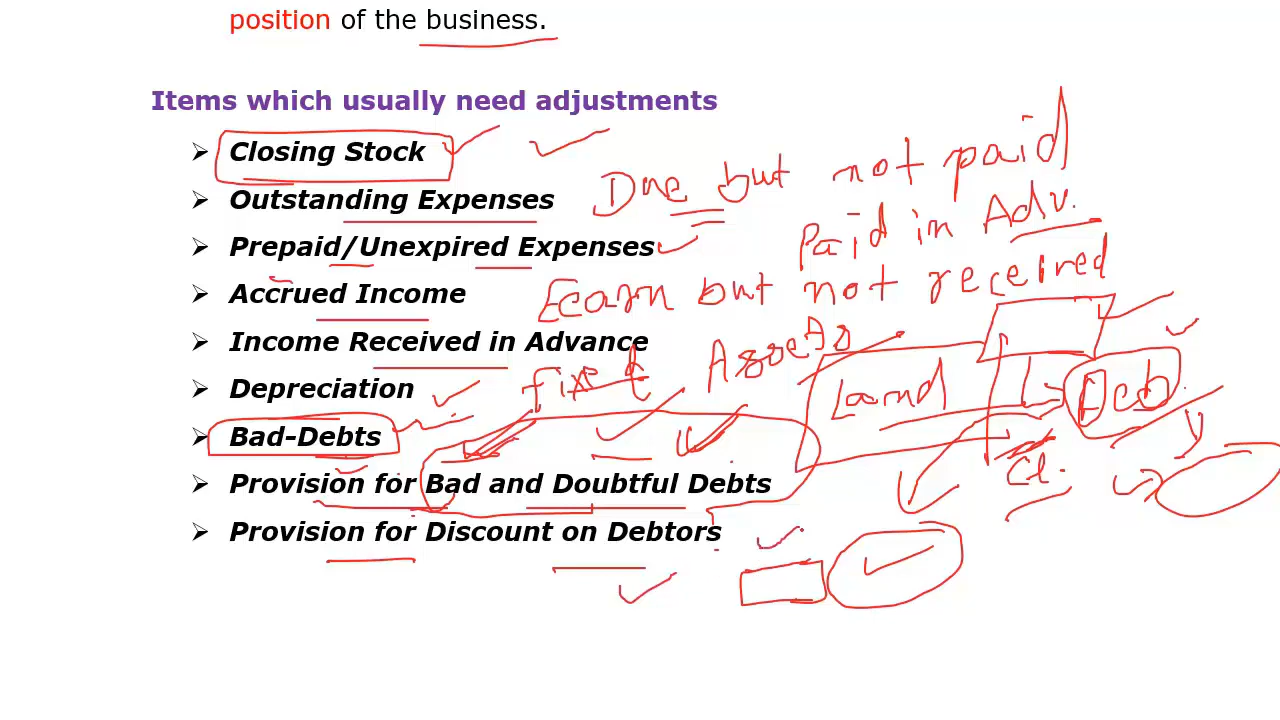 position of the business.
Items which usually need adjustments
➢ Closing Stock
➢ Outstanding Expenses Due but not paid
➢ Prepaid/Unexpired Expenses Paid in Adv.
➢ Accrued Income Earn but not received
➢ Income Received in Advance
➢ Depreciation fixed Assets Land Deb
➢ Bad-Debts
➢ Provision for Bad and Doubtful Debts
➢ Provision for Discount on Debtors